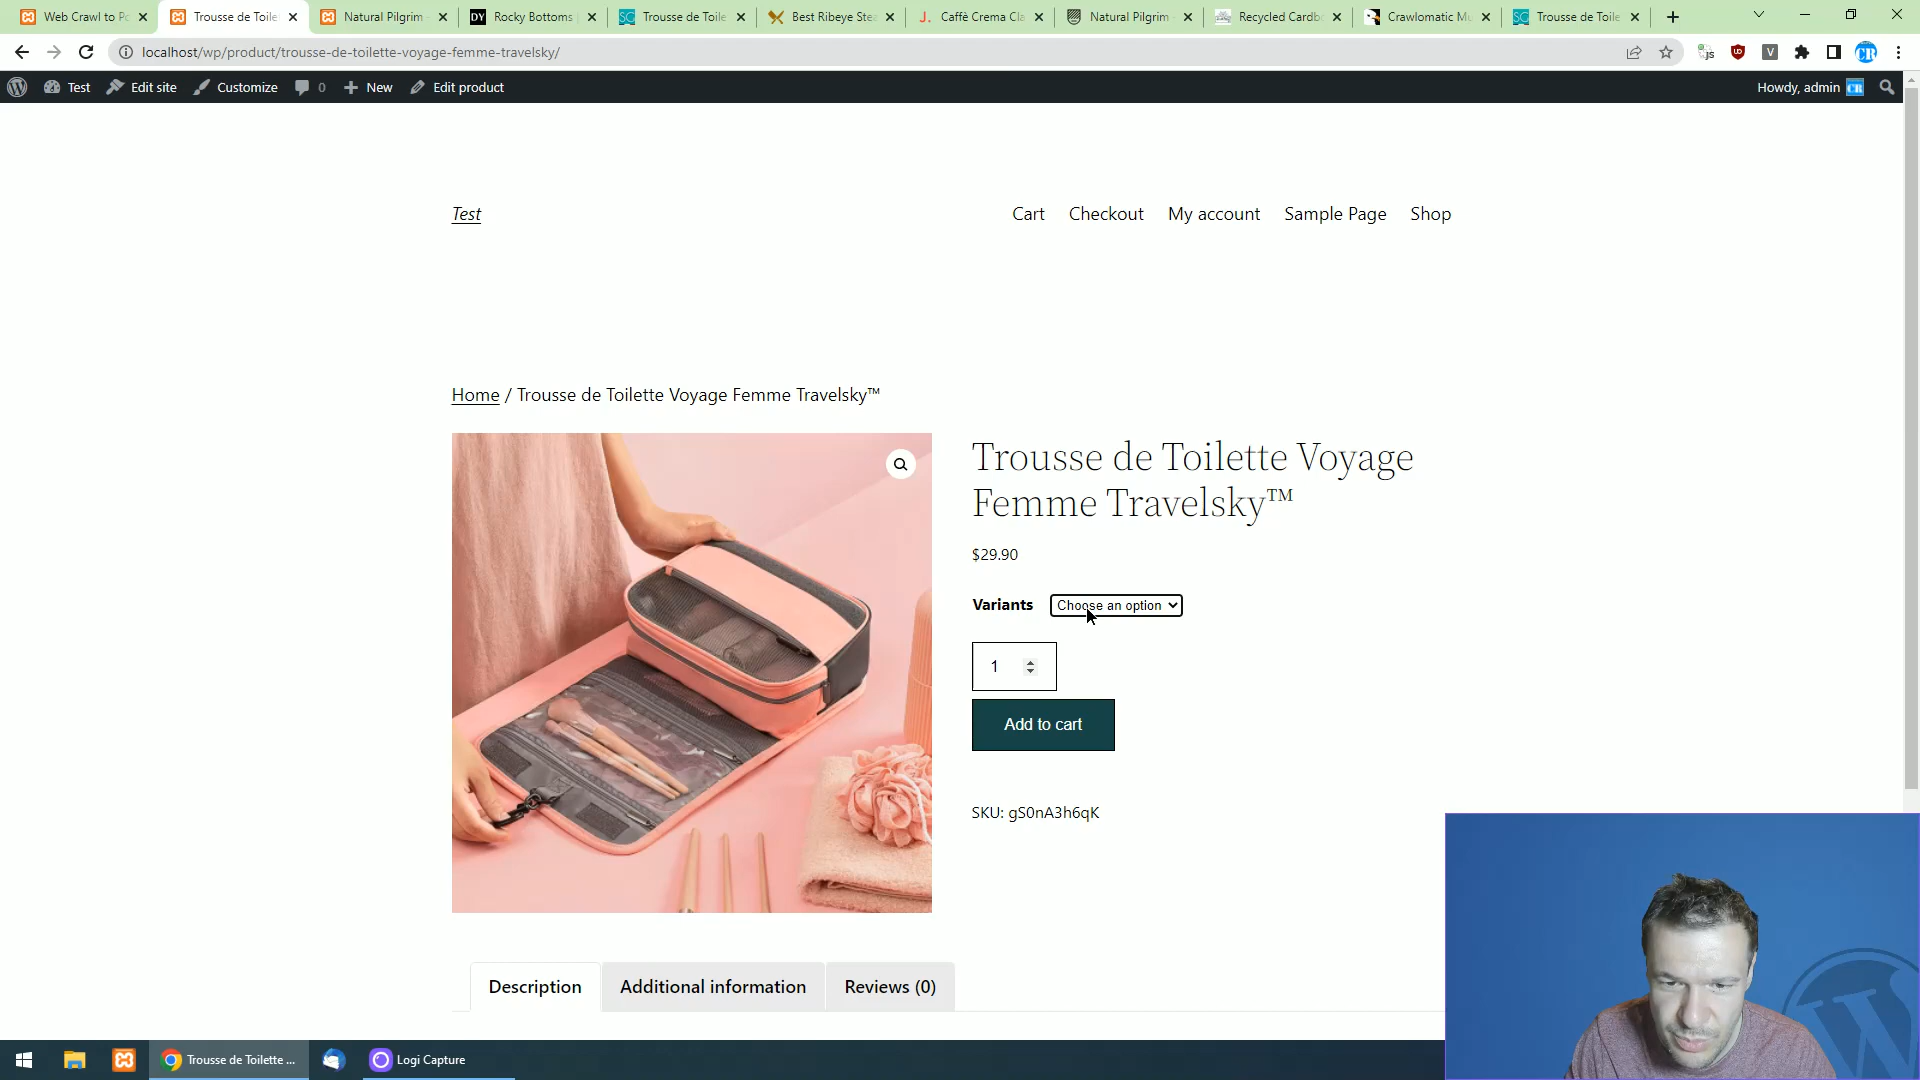 Web Crawl to Po
Trousse de Toile
Natural Pilgrim
Rocky Bottoms
Trousse de Toile
Best Ribeye Ste
Caffè Crema Cla
Natural Pilgrim
Recycled Cardb
Crawlomatic Mu
Trousse de Toile
localhost/wp/product/trousse-de-toilette-voyage-femme-travelsky/
Test
Edit site
Customize
0
New
Edit product
Howdy, admin
Test
Cart
Checkout
My account
Sample Page
Shop
Home / Trousse de Toilette Voyage Femme Travelsky™
Trousse de Toilette Voyage
Femme Travelsky™
$29.90
Variants
Choose an option
1
Add to cart
SKU: gS0nA3h6qK
Description
Additional information
Reviews (0)
Trousse de Toilette ...
Logi Capture